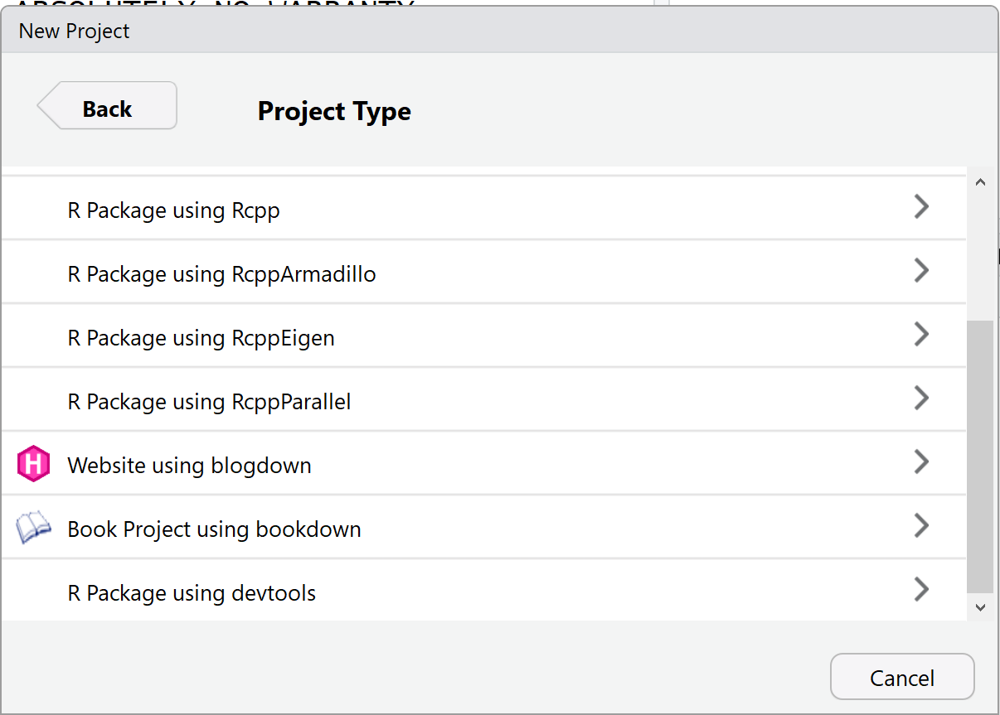 ABSOLUTELY NO WARRANTY
New Project
Back
Project Type
R Package using Rcpp
R Package using RcppArmadillo
R Package using RcppEigen
R Package using RcppParallel
H
Website using blogdown
Book Project using bookdown
R Package using devtools
Cancel